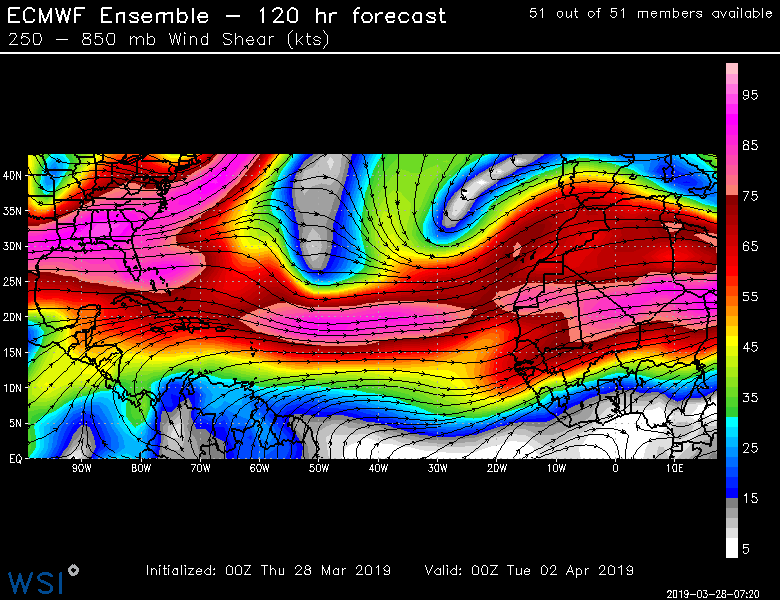 ECMWF Ensemble – 120 hr forecast
51 out of 51 members available
250 – 850 mb Wind Shear (kts)
95
85
75
65
55
45
35
25
15
5
40N
35N
30N
25N
20N
15N
10N
5N
EQ
90W 80W 70W 60W 50W 40W 30W 20W 10W 0 10E
Initialized: 00Z Thu 28 Mar 2019 Valid: 00Z Tue 02 Apr 2019
WSI
2019-03-28-07:20